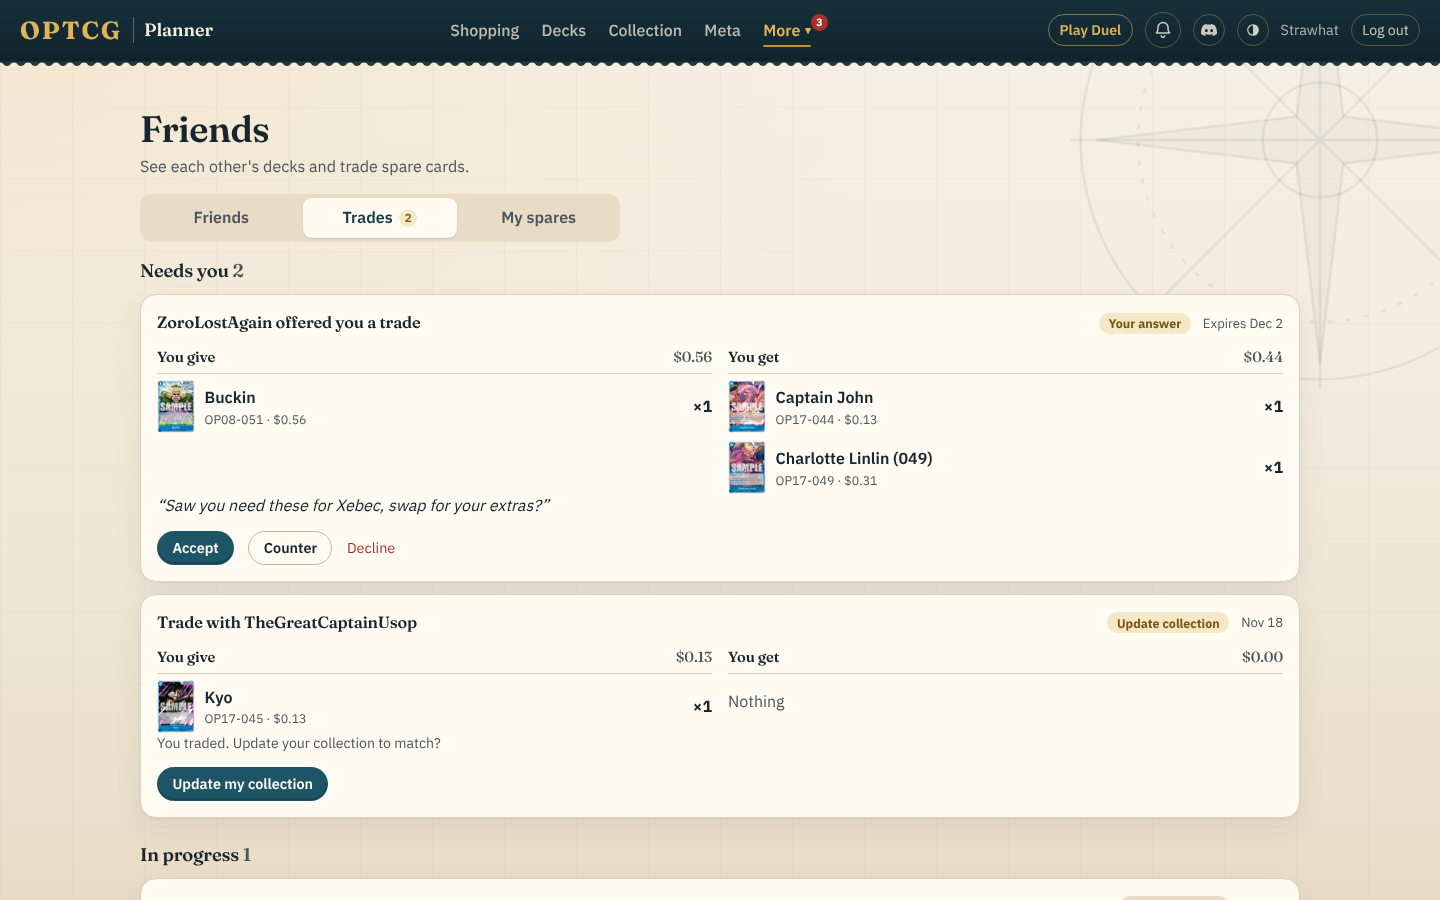 OPTCG Planner
Shopping Decks Collection Meta More ▾ 3
Play Duel Strawhat Log out
Friends
See each other's decks and trade spare cards.
Friends Trades 2 My spares
Needs you 2
ZoroLostAgain offered you a trade
Your answer Expires Dec 2
You give $0.56
SAMPLE
Buckin
OP08-051 · $0.56
×1
You get $0.44
SAMPLE
Captain John
OP17-044 · $0.13
×1
SAMPLE
Charlotte Linlin (049)
OP17-049 · $0.31
×1
“Saw you need these for Xebec, swap for your extras?”
Accept Counter Decline
Trade with TheGreatCaptainUsop
Update collection Nov 18
You give $0.13
SAMPLE
Kyo
OP17-045 · $0.13
×1
You get $0.00
Nothing
You traded. Update your collection to match?
Update my collection
In progress 1